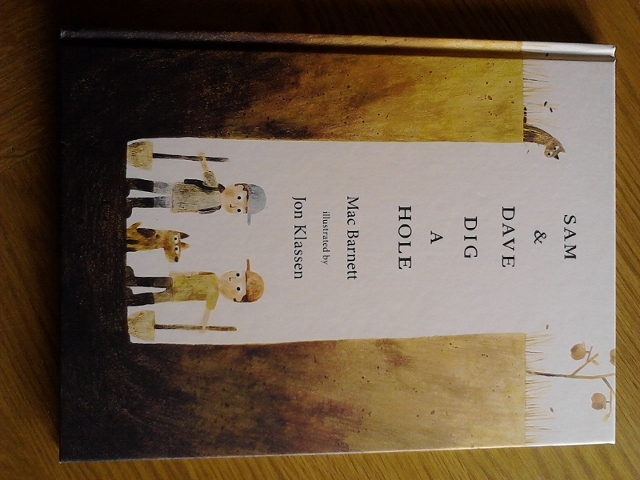 SAM
&
DAVE
DIG
A
HOLE
Mac Barnett
illustrated by
Jon Klassen